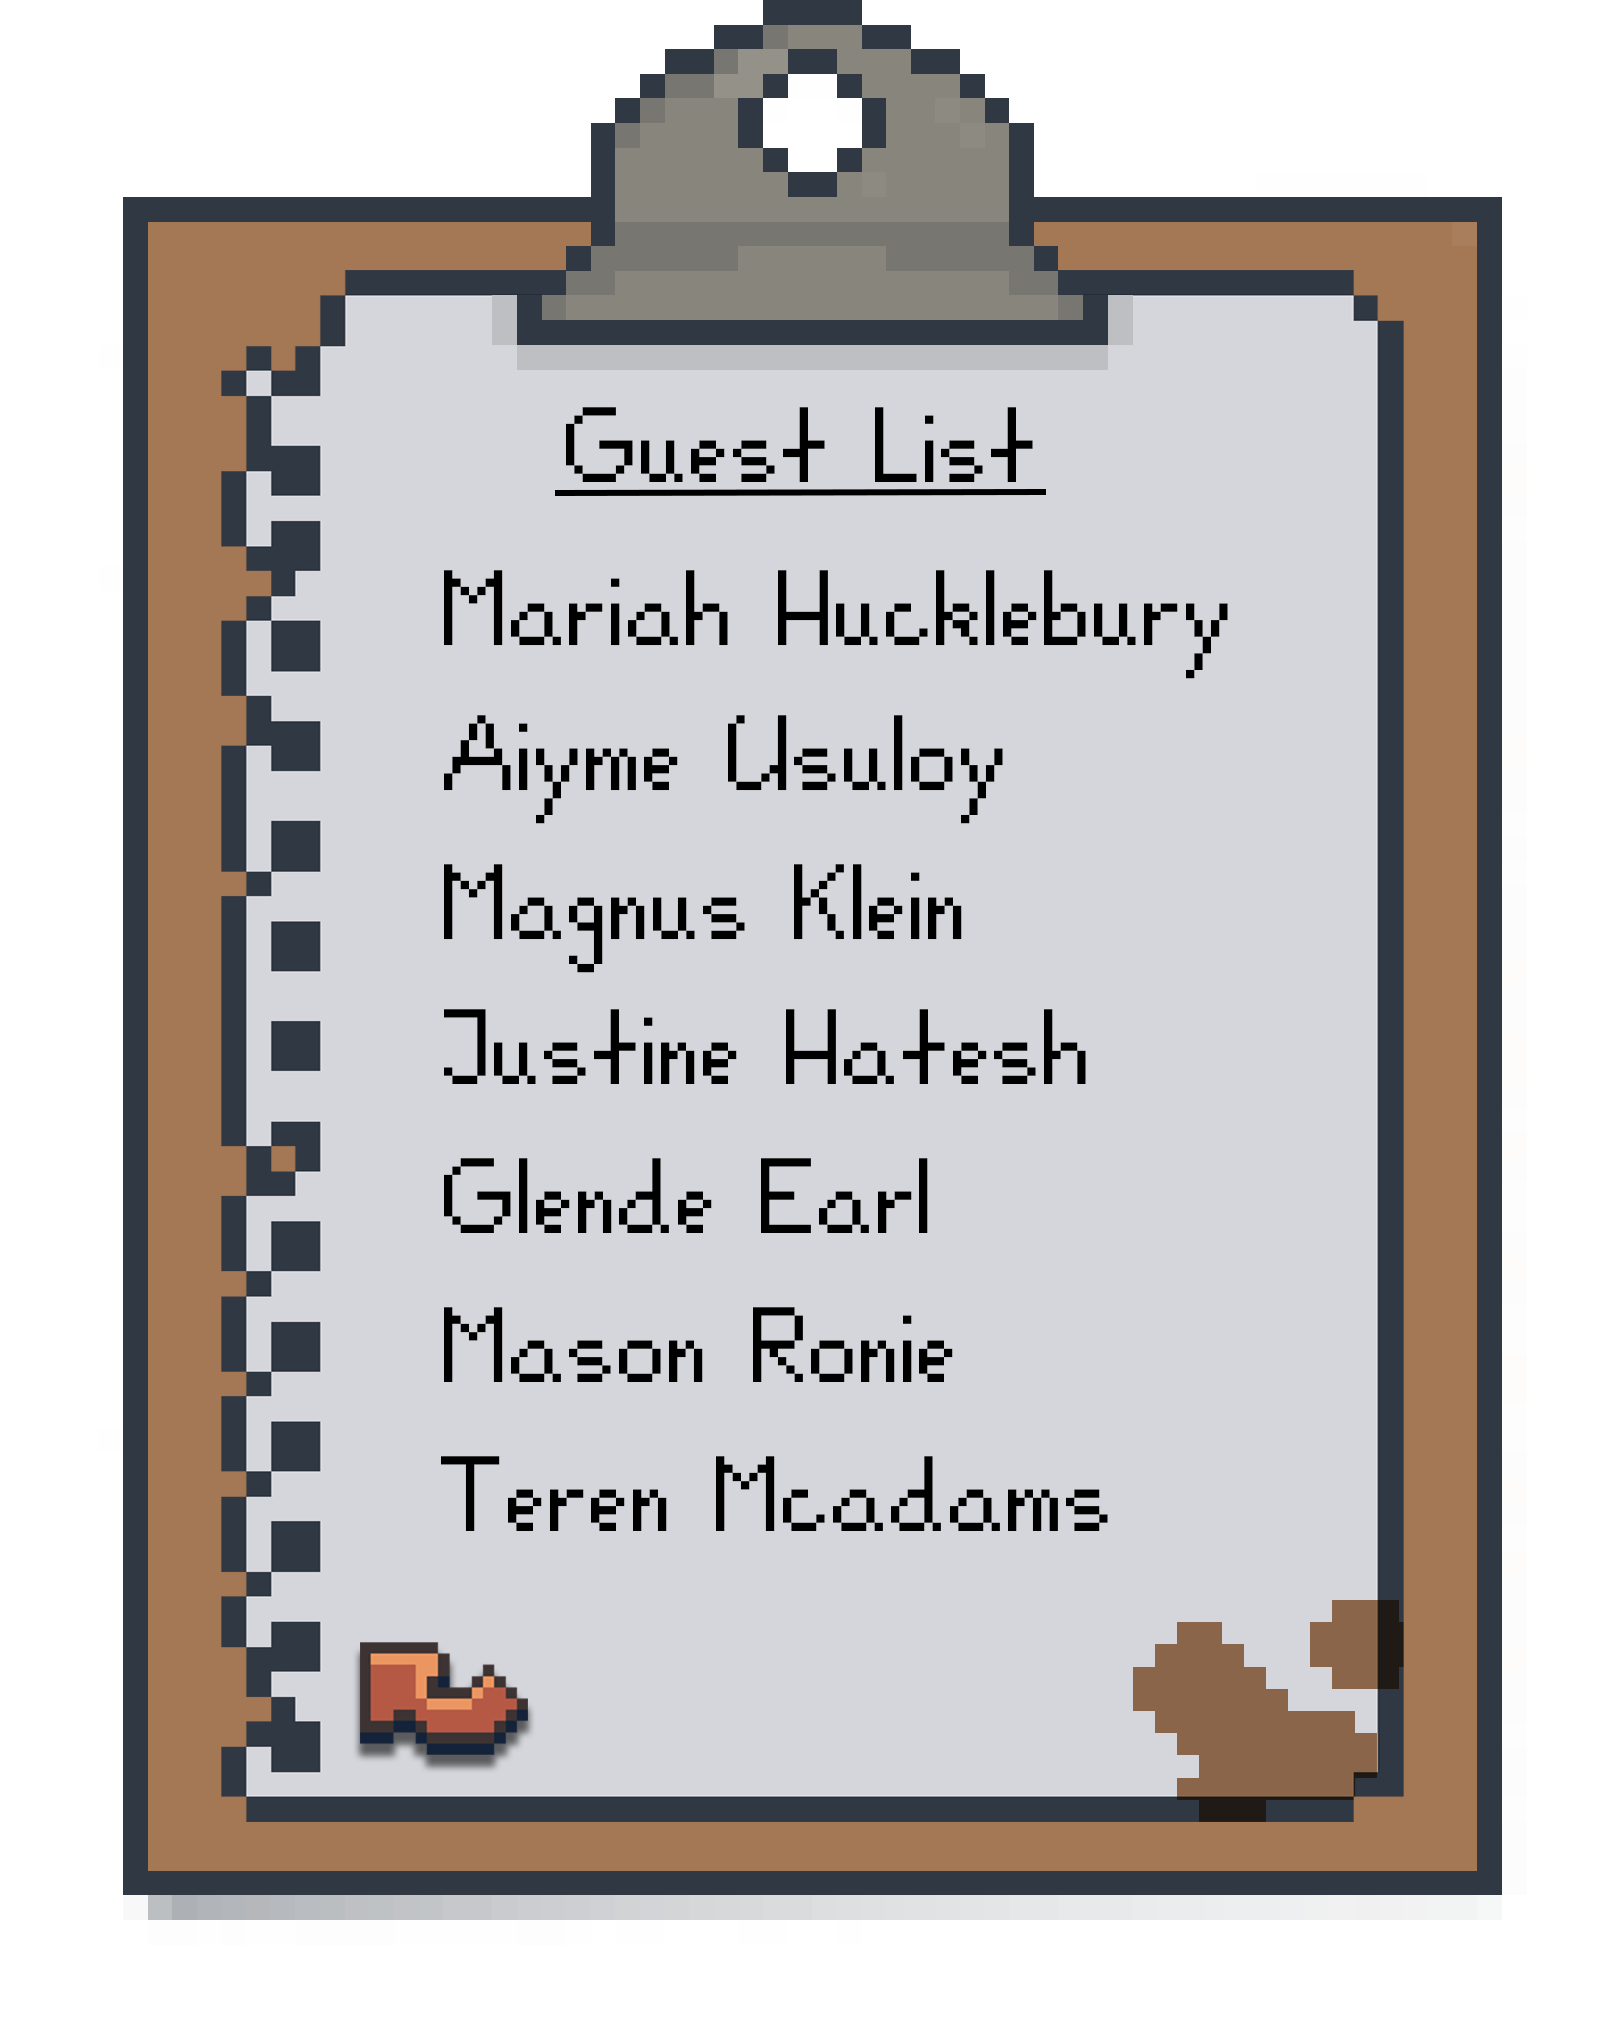 Guest List
Mariah Hucklebury
Aiyme Usuloy
Magnus Klein
Justine Hatesh
Glende Earl
Mason Ronie
Teren Mcadams